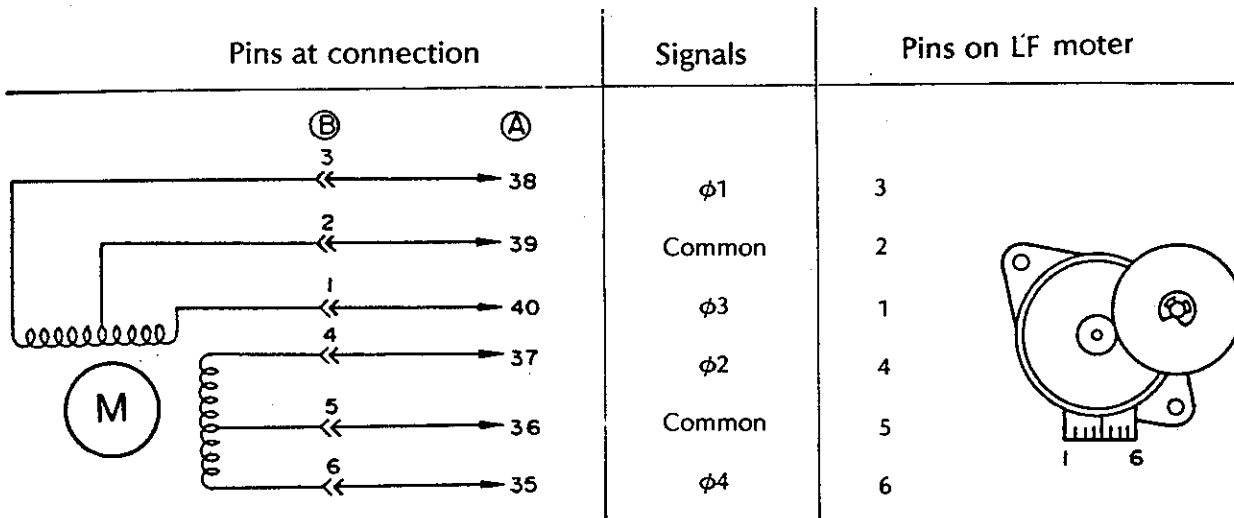 Pins at connection Signals Pins on LF moter
Ⓑ Ⓐ
3 38 φ1 3
2 39 Common 2
1 40 φ3 1
4 37 φ2 4
5 36 Common 5
6 35 φ4 6
M
1 6